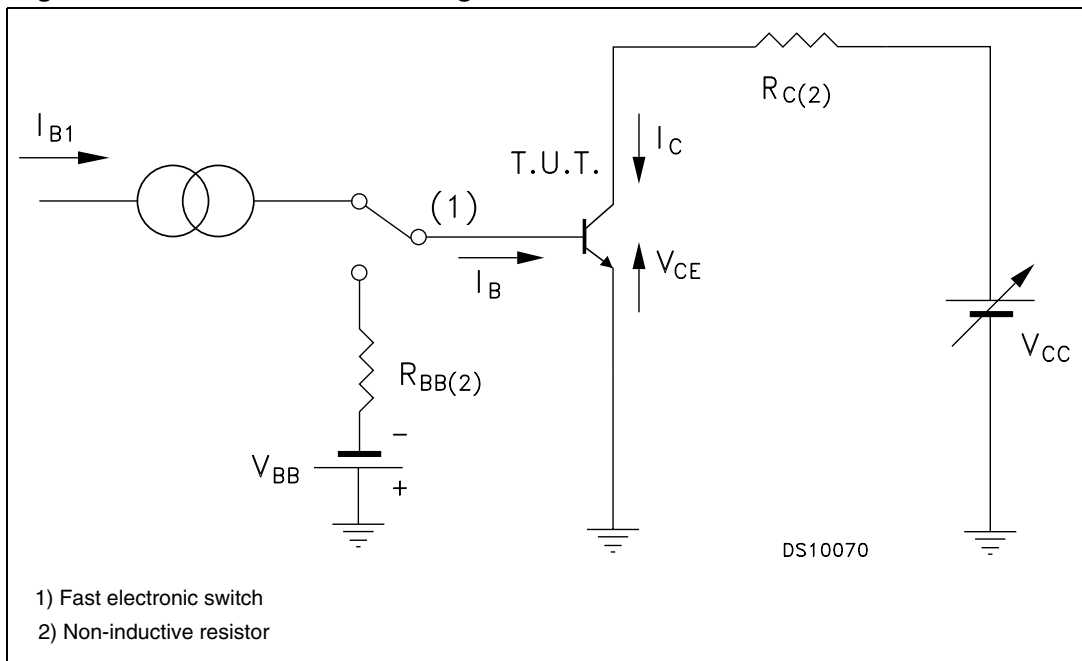 I_B1
R_C(2)
I_C
T.U.T.
(1)
I_B
V_CE
V_CC
R_BB(2)
−
V_BB
+
DS10070
1) Fast electronic switch
2) Non-inductive resistor